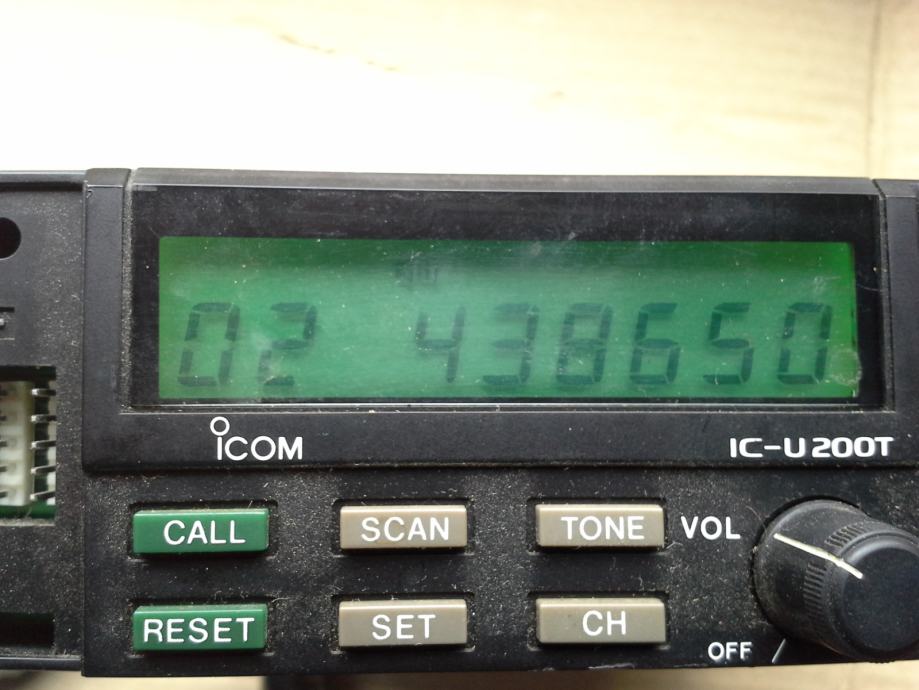 02 438650
ICOM IC-U200T
CALL SCAN TONE VOL
RESET SET CH
OFF